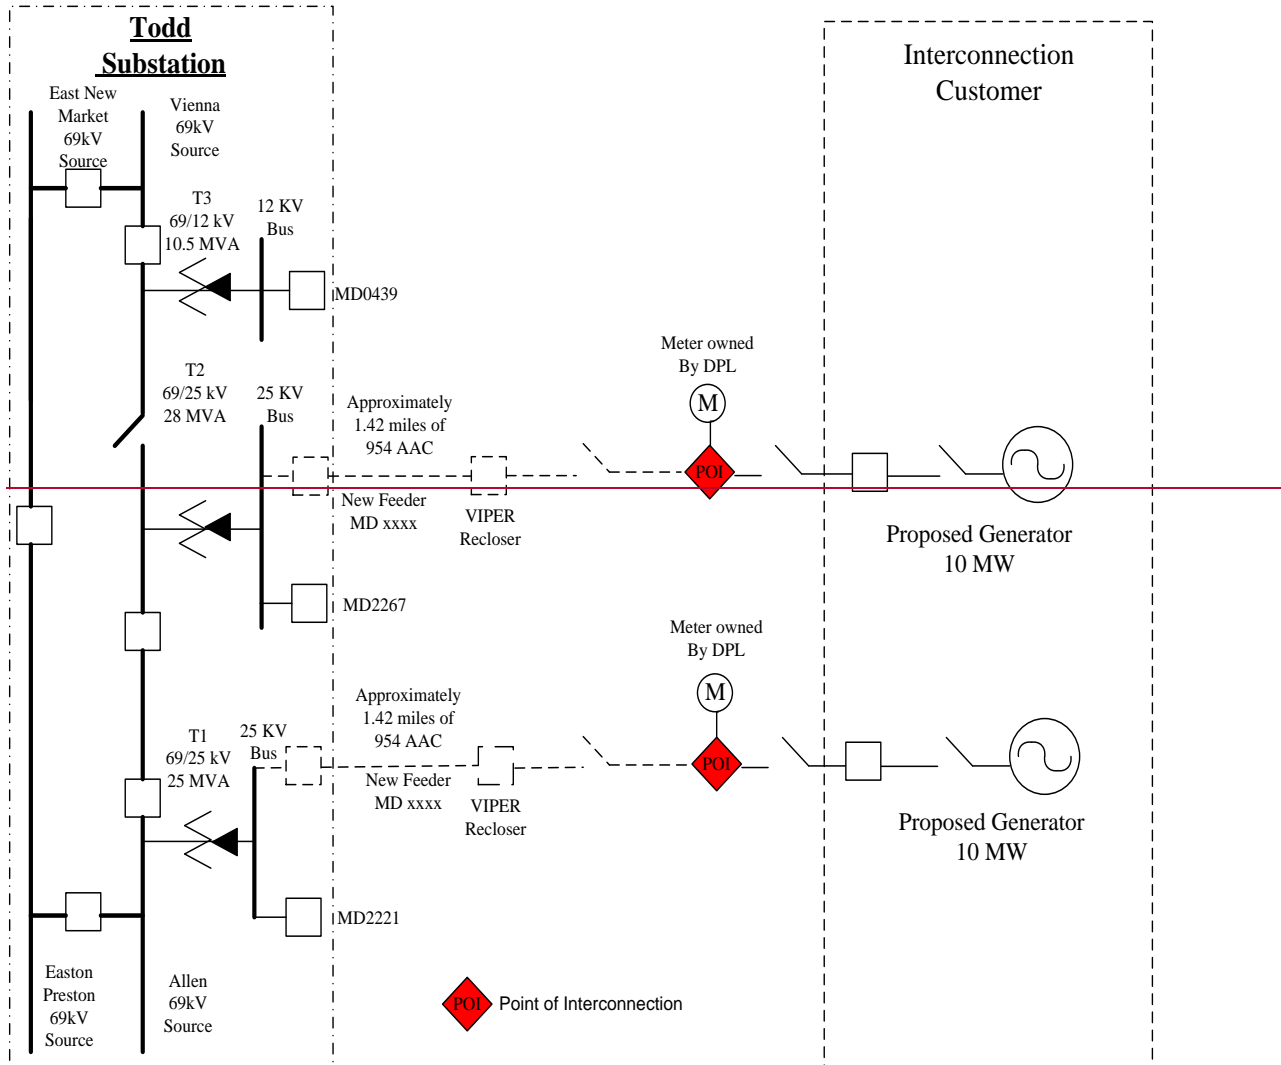 Todd
Substation
East New
Market
69kV
Source
Vienna
69kV
Source
T3
69/12 kV
10.5 MVA
12 KV
Bus
MD0439
T2
69/25 kV
28 MVA
25 KV
Bus
Approximately
1.42 miles of
954 AAC
New Feeder
MD xxxx
VIPER
Recloser
Meter owned
By DPL
M
POI
Interconnection
Customer
Proposed Generator
10 MW
MD2267
T1
69/25 kV
25 MVA
25 KV
Bus
Approximately
1.42 miles of
954 AAC
New Feeder
MD xxxx
VIPER
Recloser
Meter owned
By DPL
M
POI
Proposed Generator
10 MW
MD2221
Easton
Preston
69kV
Source
Allen
69kV
Source
POI Point of Interconnection